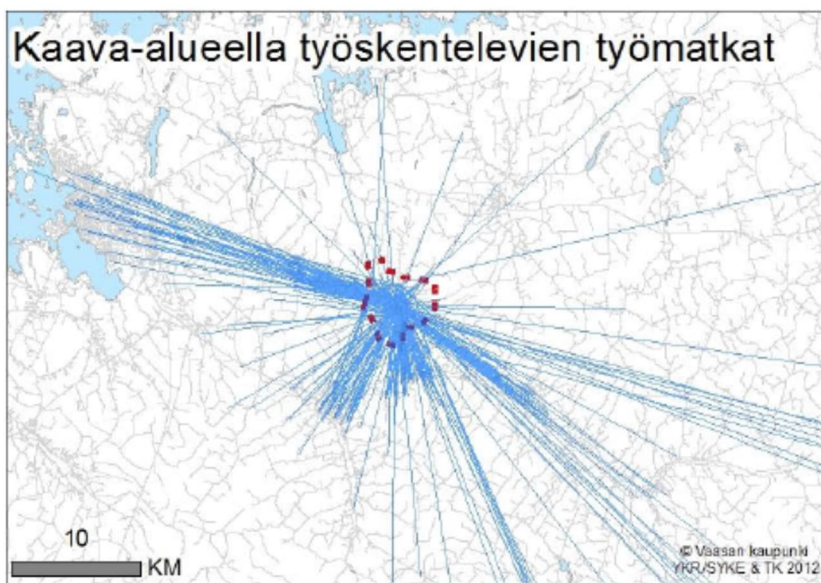 Kaava-alueella työskentelevien työmatkat
10
KM
© Vaasan kaupunki
YKR/SYKE & TK 2012